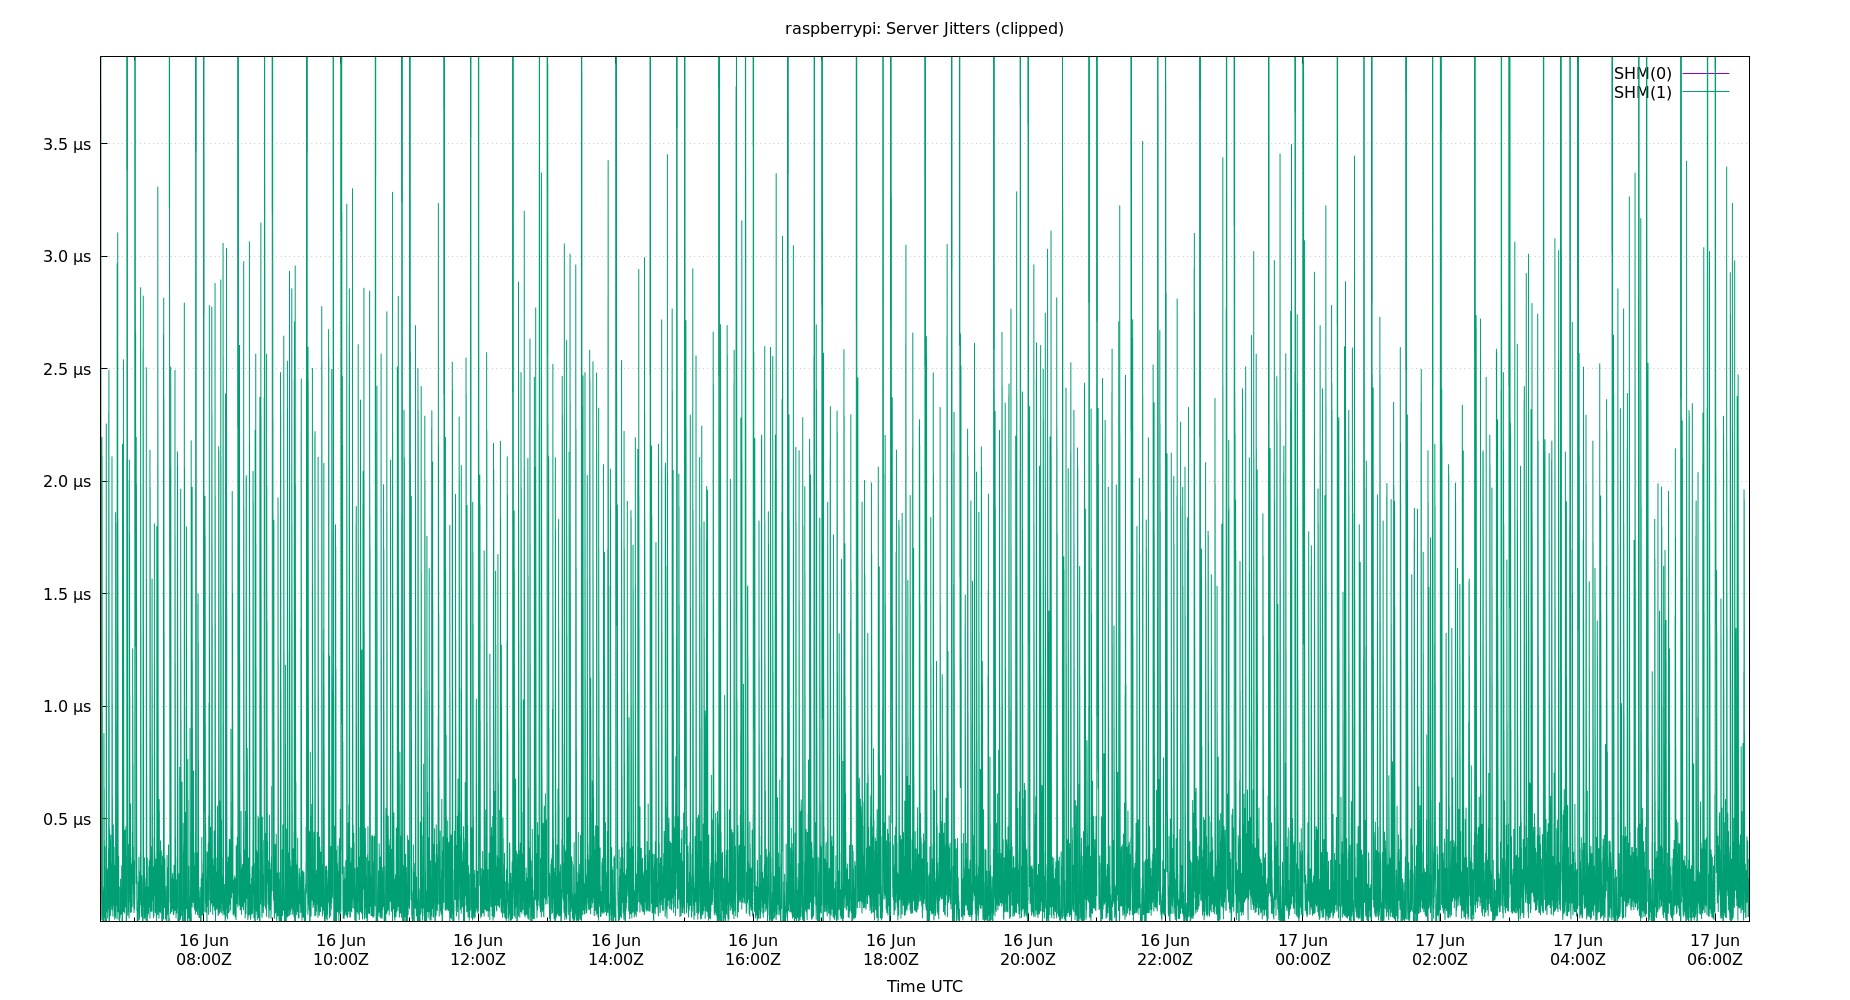 raspberrypi: Server Jitters (clipped)
SHM(0)
SHM(1)
3.5 µs
3.0 µs
2.5 µs
2.0 µs
1.5 µs
1.0 µs
0.5 µs
16 Jun 16 Jun 16 Jun 16 Jun 16 Jun 16 Jun 16 Jun 16 Jun 17 Jun 17 Jun 17 Jun 17 Jun
08:00Z 10:00Z 12:00Z 14:00Z 16:00Z 18:00Z 20:00Z 22:00Z 00:00Z 02:00Z 04:00Z 06:00Z
Time UTC